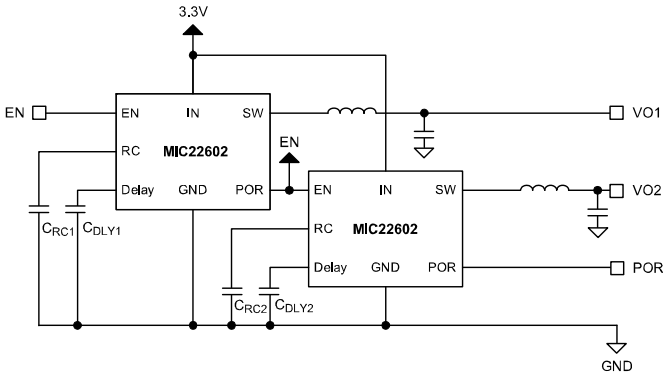 3.3V
EN
EN IN SW
VO1
RC MIC22602
EN
Delay GND POR
EN IN SW
VO2
CRC1 CDLY1
RC MIC22602
Delay GND POR
POR
CRC2 CDLY2
GND